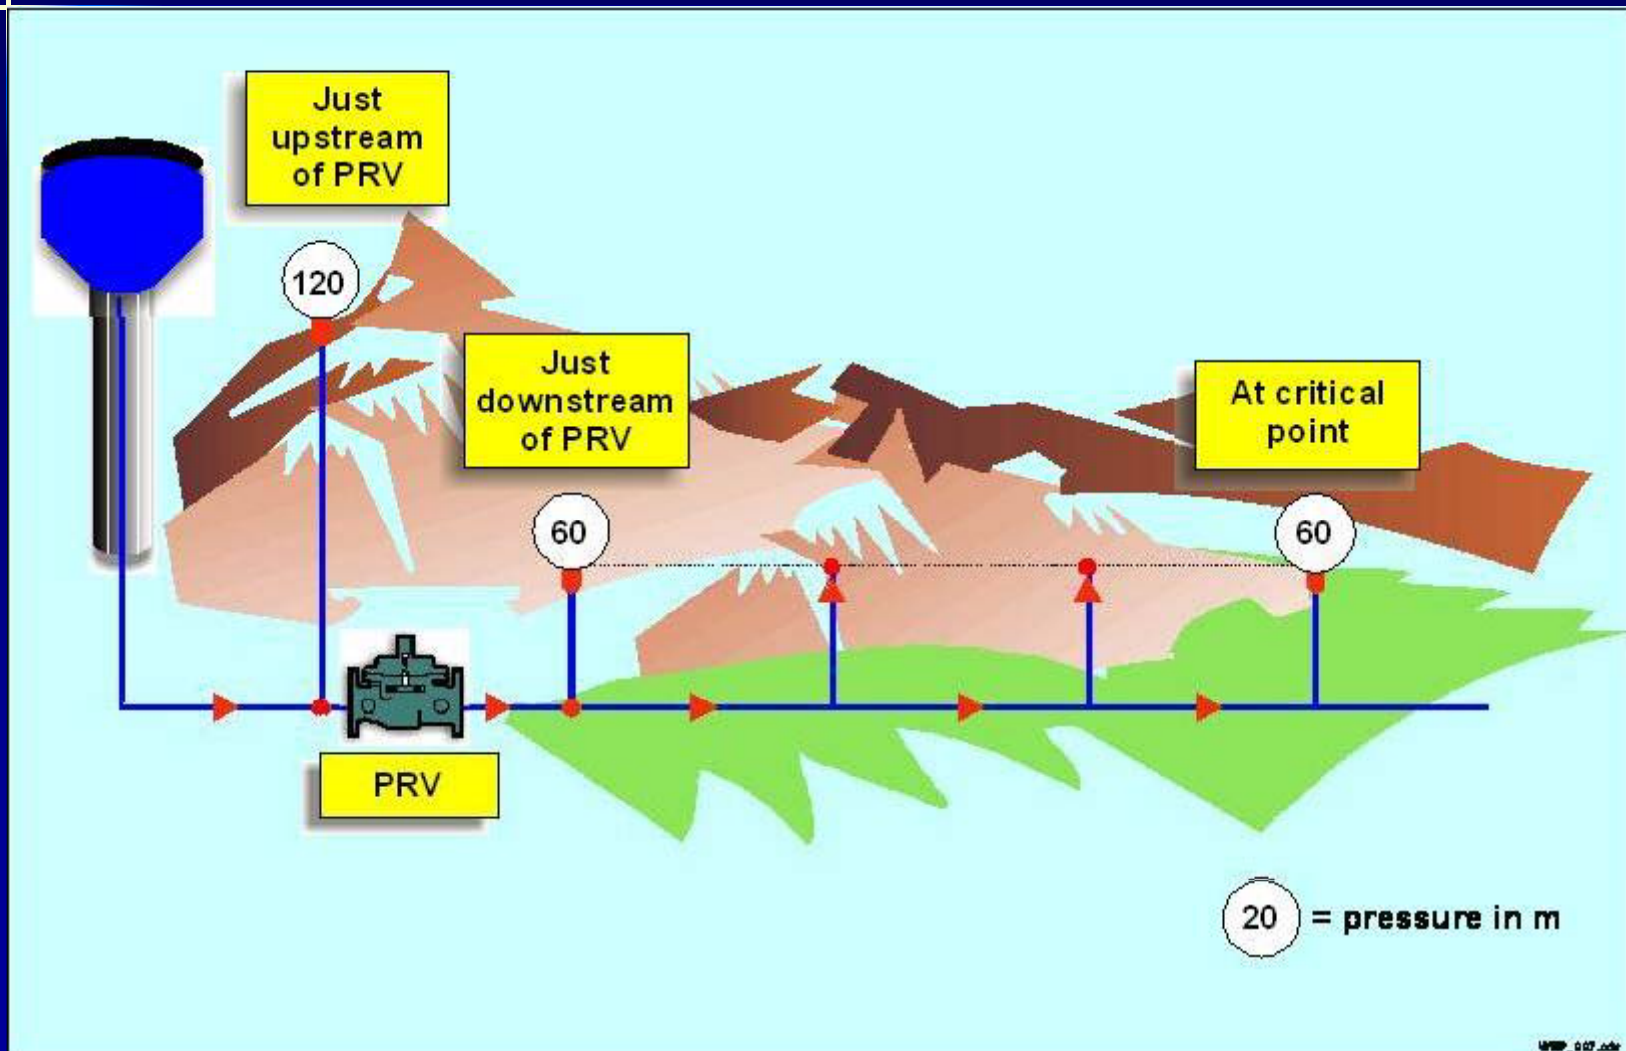 Just
upstream
of PRV
120
Just
downstream
of PRV
At critical
point
60
60
PRV
20 = pressure in m